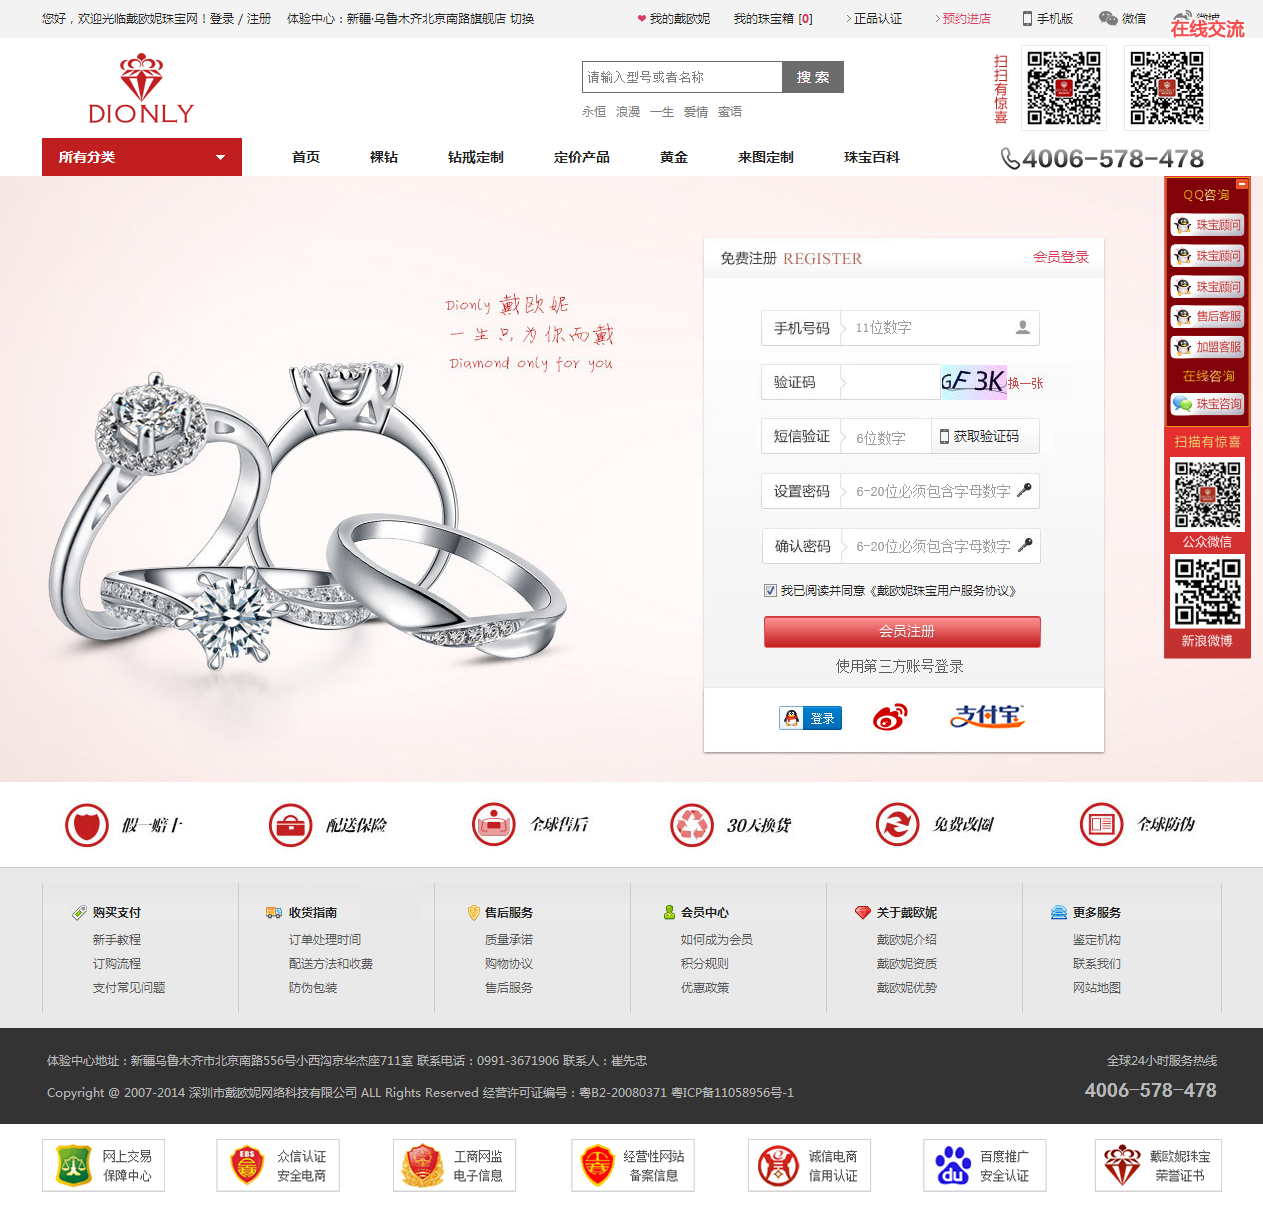 您好，欢迎光临戴欧妮珠宝网！登录 / 注册 体验中心：新疆·乌鲁木齐北京南路旗舰店 切换
我的戴欧妮 我的珠宝箱 [0] 正品认证 预约进店 手机版 微信 微博
在线交流
DIONLY
请输入型号或者名称 搜 索
永恒 浪漫 一生 爱情 蜜语
扫扫有惊喜
所有分类 首页 裸钻 钻戒定制 定价产品 黄金 来图定制 珠宝百科
4006-578-478
QQ咨询
珠宝顾问
珠宝顾问
珠宝顾问
售后客服
加盟客服
在线咨询
珠宝咨询
扫描有惊喜
公众微信
新浪微博
Dionly 戴欧妮
一生只为你而戴
Diamond only for you
免费注册 REGISTER 会员登录
手机号码 11位数字
验证码 GF3K 换一张
短信验证 6位数字 获取验证码
设置密码 6-20位必须包含字母数字
确认密码 6-20位必须包含字母数字
我已阅读并同意《戴欧妮珠宝用户服务协议》
会员注册
使用第三方账号登录
登录 支付宝
假一赔十 配送保险 全球售后 30天换货 免费改圈 全球防伪
购买支付 收货指南 售后服务 会员中心 关于戴欧妮 更多服务
新手教程 订单处理时间 质量承诺 如何成为会员 戴欧妮介绍 鉴定机构
订购流程 配送方法和收费 购物协议 积分规则 戴欧妮资质 联系我们
支付常见问题 防伪包装 售后服务 优惠政策 戴欧妮优势 网站地图
体验中心地址：新疆乌鲁木齐市北京南路556号小西沟京华杰座711室 联系电话：0991-3671906 联系人：崔先忠
全球24小时服务热线
Copyright @ 2007-2014 深圳市戴欧妮网络科技有限公司 ALL Rights Reserved 经营许可证编号：粤B2-20080371 粤ICP备11058956号-1
4006-578-478
网上交易 EBS 众信认证 工商网监 经营性网站 诚信电商 百度推广 戴欧妮珠宝
保障中心 安全电商 电子信息 备案信息 信用认证 du 安全认证 荣誉证书